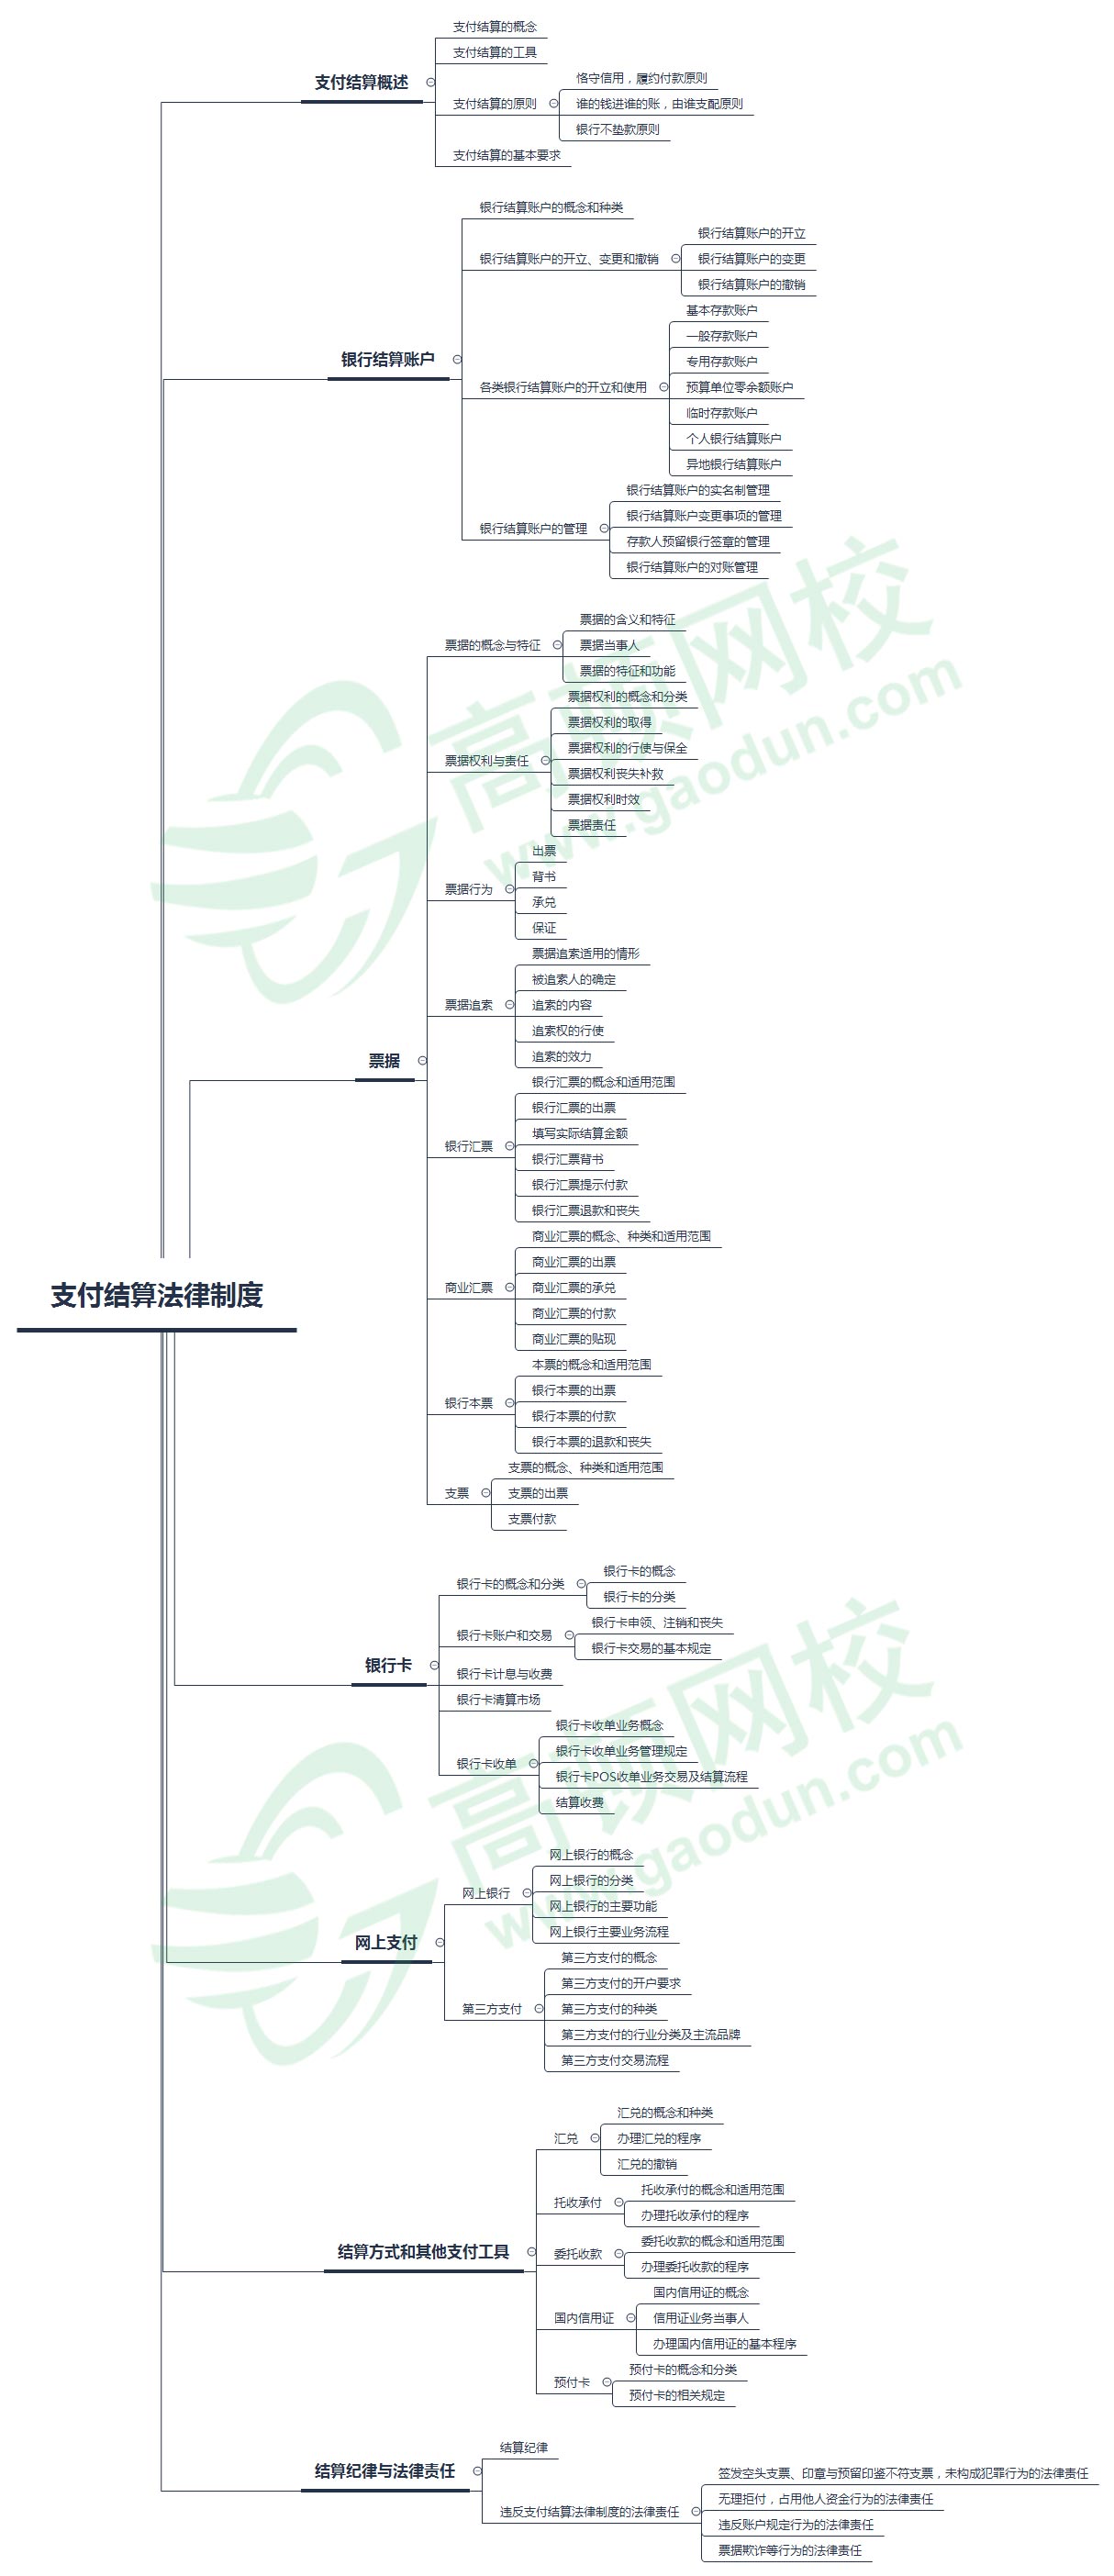 支付结算的概念
支付结算的工具
支付结算概述
恪守信用，履约付款原则
支付结算的原则
谁的钱进谁的账，由谁支配原则
银行不垫款原则
支付结算的基本要求
银行结算账户的概念和种类
银行结算账户的开立
银行结算账户的开立、变更和撤销
银行结算账户的变更
银行结算账户的撤销
基本存款账户
一般存款账户
银行结算账户
专用存款账户
各类银行结算账户的开立和使用
预算单位零余额账户
临时存款账户
个人银行结算账户
异地银行结算账户
银行结算账户的实名制管理
银行结算账户变更事项的管理
银行结算账户的管理
存款人预留银行签章的管理
银行结算账户的对账管理
票据的含义和特征
票据的概念与特征
票据当事人
票据的特征和功能
票据权利的概念和分类
票据权利的取得
票据权利的行使与保全
票据权利与责任
票据权利丧失补救
票据权利时效
票据责任
高顿网校
www.gaodun.com
出票
背书
票据行为
承兑
保证
票据追索适用的情形
被追索人的确定
票据追索
追索的内容
追索权的行使
追索的效力
票据
银行汇票的概念和适用范围
银行汇票的出票
填写实际结算金额
银行汇票
银行汇票背书
银行汇票提示付款
银行汇票退款和丧失
商业汇票的概念、种类和适用范围
商业汇票的出票
商业汇票
商业汇票的承兑
支付结算法律制度
商业汇票的付款
商业汇票的贴现
本票的概念和适用范围
银行本票的出票
银行本票
银行本票的付款
银行本票的退款和丧失
支票的概念、种类和适用范围
支票
支票的出票
支票付款
银行卡的概念
银行卡的概念和分类
银行卡的分类
银行卡申领、注销和丧失
银行卡账户和交易
银行卡交易的基本规定
银行卡
银行卡计息与收费
银行卡清算市场
银行卡收单业务概念
银行卡收单业务管理规定
银行卡收单
银行卡POS收单业务交易及结算流程
结算收费
高顿网校
www.gaodun.com
网上银行的概念
网上银行的分类
网上银行
网上银行的主要功能
网上银行主要业务流程
网上支付
第三方支付的概念
第三方支付的开户要求
第三方支付
第三方支付的种类
第三方支付的行业分类及主流品牌
第三方支付交易流程
汇兑的概念和种类
汇兑
办理汇兑的程序
汇兑的撤销
托收承付的概念和适用范围
托收承付
办理托收承付的程序
委托收款的概念和适用范围
结算方式和其他支付工具
委托收款
办理委托收款的程序
国内信用证的概念
国内信用证
信用证业务当事人
办理国内信用证的基本程序
预付卡的概念和分类
预付卡
预付卡的相关规定
结算纪律
结算纪律与法律责任
签发空头支票、印章与预留印鉴不符支票，未构成犯罪行为的法律责任
无理拒付，占用他人资金行为的法律责任
违反支付结算法律制度的法律责任
违反账户规定行为的法律责任
票据欺诈等行为的法律责任